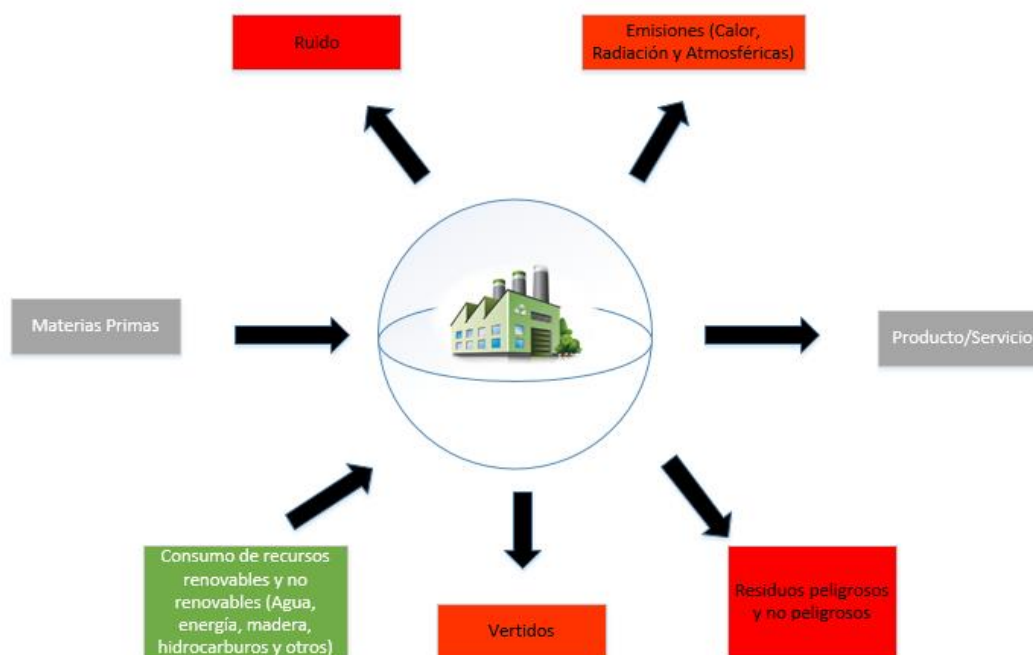 Ruido
Emisiones (Calor,
Radiación y Atmosféricas)
Materias Primas
Producto/Servicio
Consumo de recursos
renovables y no
renovables (Agua,
energía, madera,
hidrocarburos y otros)
Vertidos
Residuos peligrosos
y no peligrosos